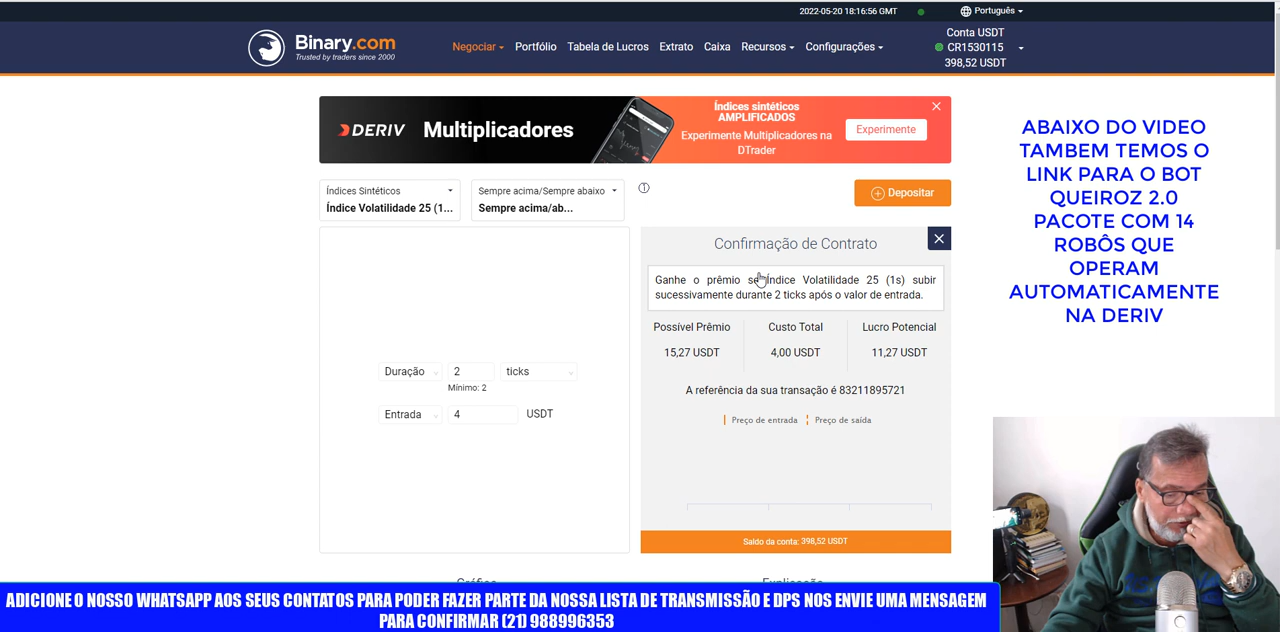 2022-05-20 18:16:56 GMT
Português
Binary.com
Trusted by traders since 2000
Negociar
Portfólio
Tabela de Lucros
Extrato
Caixa
Recursos
Configurações
Conta USDT
CR1530115
398,52 USDT
DERIV
Multiplicadores
Índices sintéticos
AMPLIFICADOS
Experimente Multiplicadores na
DTrader
Experimente
Índices Sintéticos
Índice Volatilidade 25 (1...
Sempre acima/Sempre abaixo
Sempre acima/ab...
Depositar
Duração
2
ticks
Mínimo: 2
Entrada
4
USDT
Confirmação de Contrato
Ganhe o prêmio se Índice Volatilidade 25 (1s) subir
sucessivamente durante 2 ticks após o valor de entrada.
Possível Prêmio
Custo Total
Lucro Potencial
15,27 USDT
4,00 USDT
11,27 USDT
A referência da sua transação é 83211895721
Preço de entrada
Preço de saída
Saldo da conta: 398,52 USDT
Gráfico
Explicação
ABAIXO DO VIDEO
TAMBEM TEMOS O
LINK PARA O BOT
QUEIROZ 2.0
PACOTE COM 14
ROBÔS QUE
OPERAM
AUTOMATICAMENTE
NA DERIV
ADICIONE O NOSSO WHATSAPP AOS SEUS CONTATOS PARA PODER FAZER PARTE DA NOSSA LISTA DE TRANSMISSÃO E DPS NOS ENVIE UMA MENSAGEM
PARA CONFIRMAR (21) 988996353